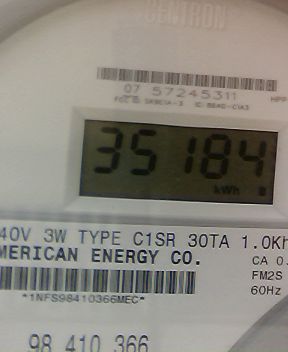 CENTRON
07 57245311
35184
kWh
40V 3W TYPE C1SR 30TA 1.0Kh
MERICAN ENERGY CO.
CA 0.
FM2S
60Hz
*1NFS98410366MEC*
98 410 366